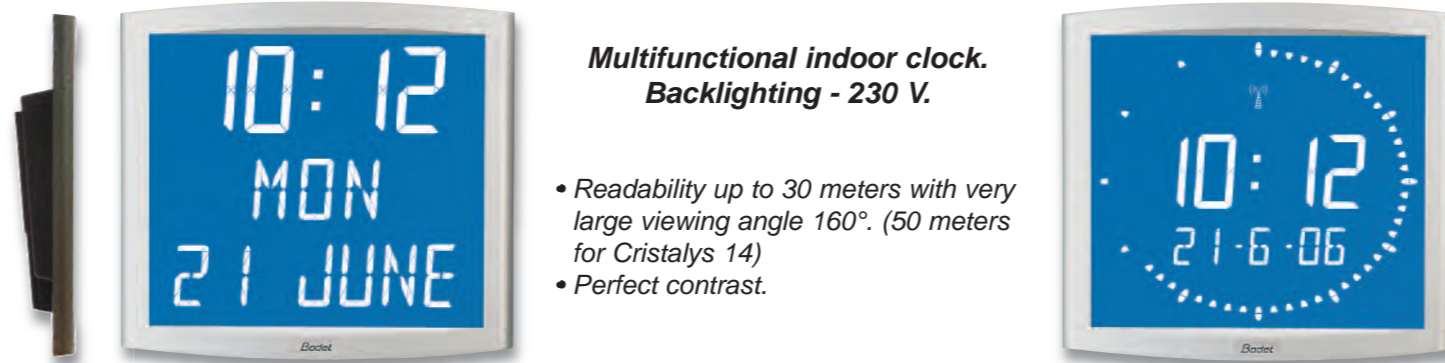 10:12
MON
21 JUNE
Bodet
Multifunctional indoor clock.
Backlighting - 230 V.
• Readability up to 30 meters with very
large viewing angle 160°. (50 meters
for Cristalys 14)
• Perfect contrast.
10:12
21-6-06
Bodet